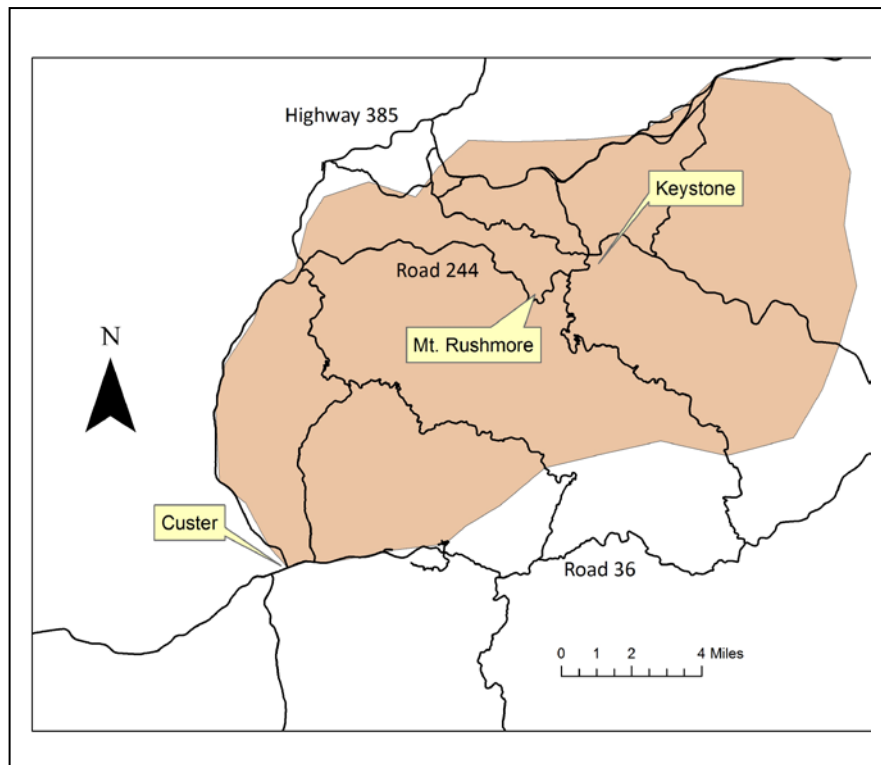 Highway 385
Keystone
Road 244
Mt. Rushmore
N
Custer
Road 36
0 1 2 4 Miles